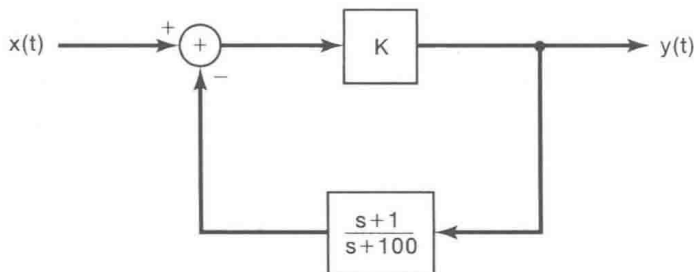 x(t)
+
+
K
y(t)
−
s+1
s+100